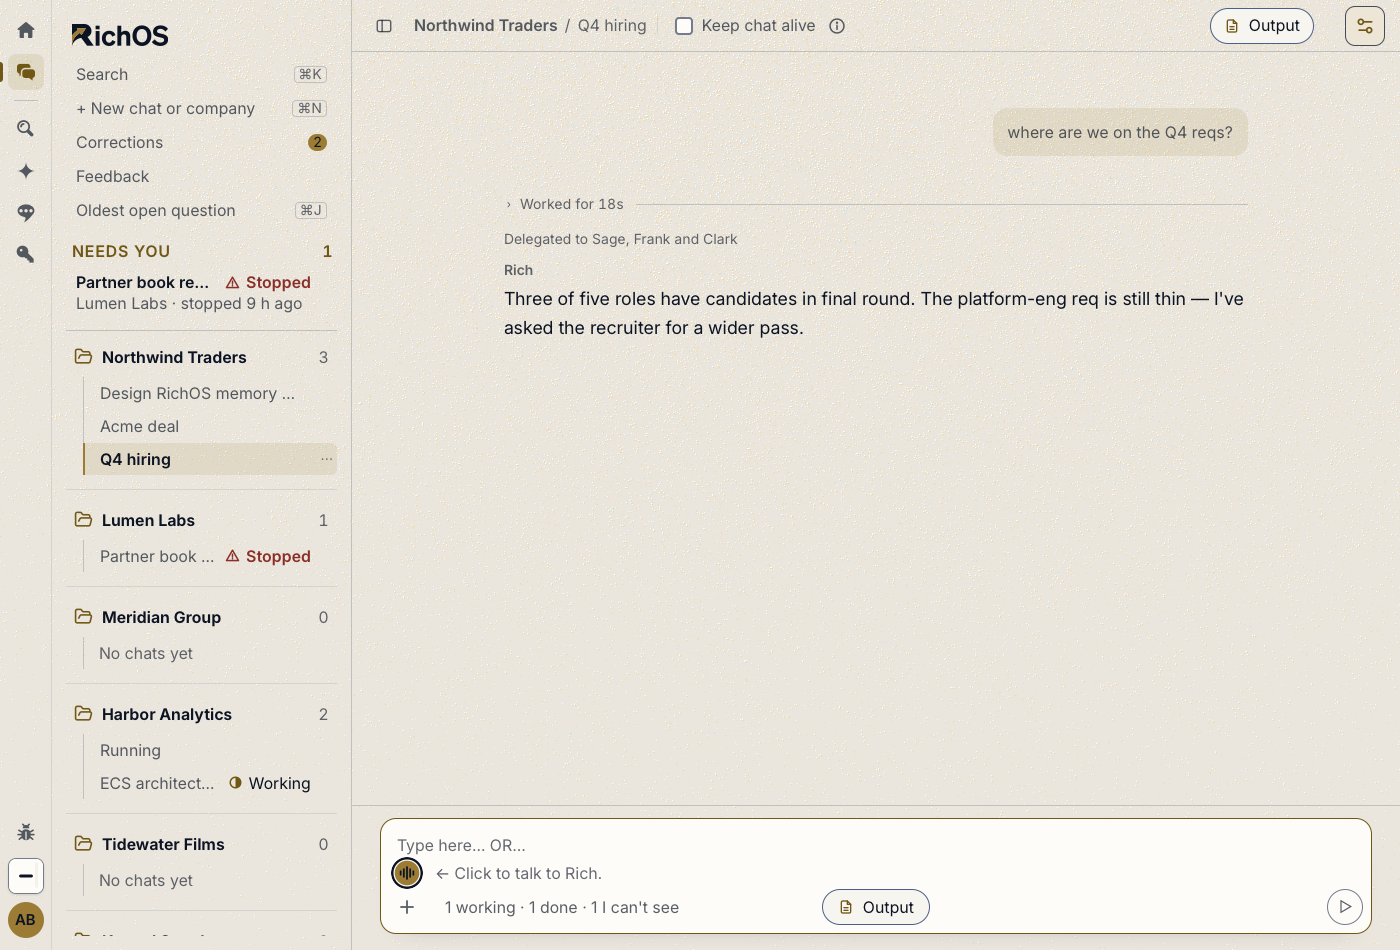 RichOS
Search ⌘K
+ New chat or company ⌘N
Corrections 2
Feedback
Oldest open question ⌘J
NEEDS YOU 1
Partner book re... Stopped
Lumen Labs · stopped 9 h ago
Northwind Traders 3
Design RichOS memory ...
Acme deal
Q4 hiring ...
Lumen Labs 1
Partner book ... Stopped
Meridian Group 0
No chats yet
Harbor Analytics 2
Running
ECS architect... Working
Tidewater Films 0
No chats yet
AB
Northwind Traders / Q4 hiring
Keep chat alive
Output
where are we on the Q4 reqs?
› Worked for 18s
Delegated to Sage, Frank and Clark
Rich
Three of five roles have candidates in final round. The platform-eng req is still thin — I've
asked the recruiter for a wider pass.
Type here... OR...
← Click to talk to Rich.
1 working · 1 done · 1 I can't see
Output